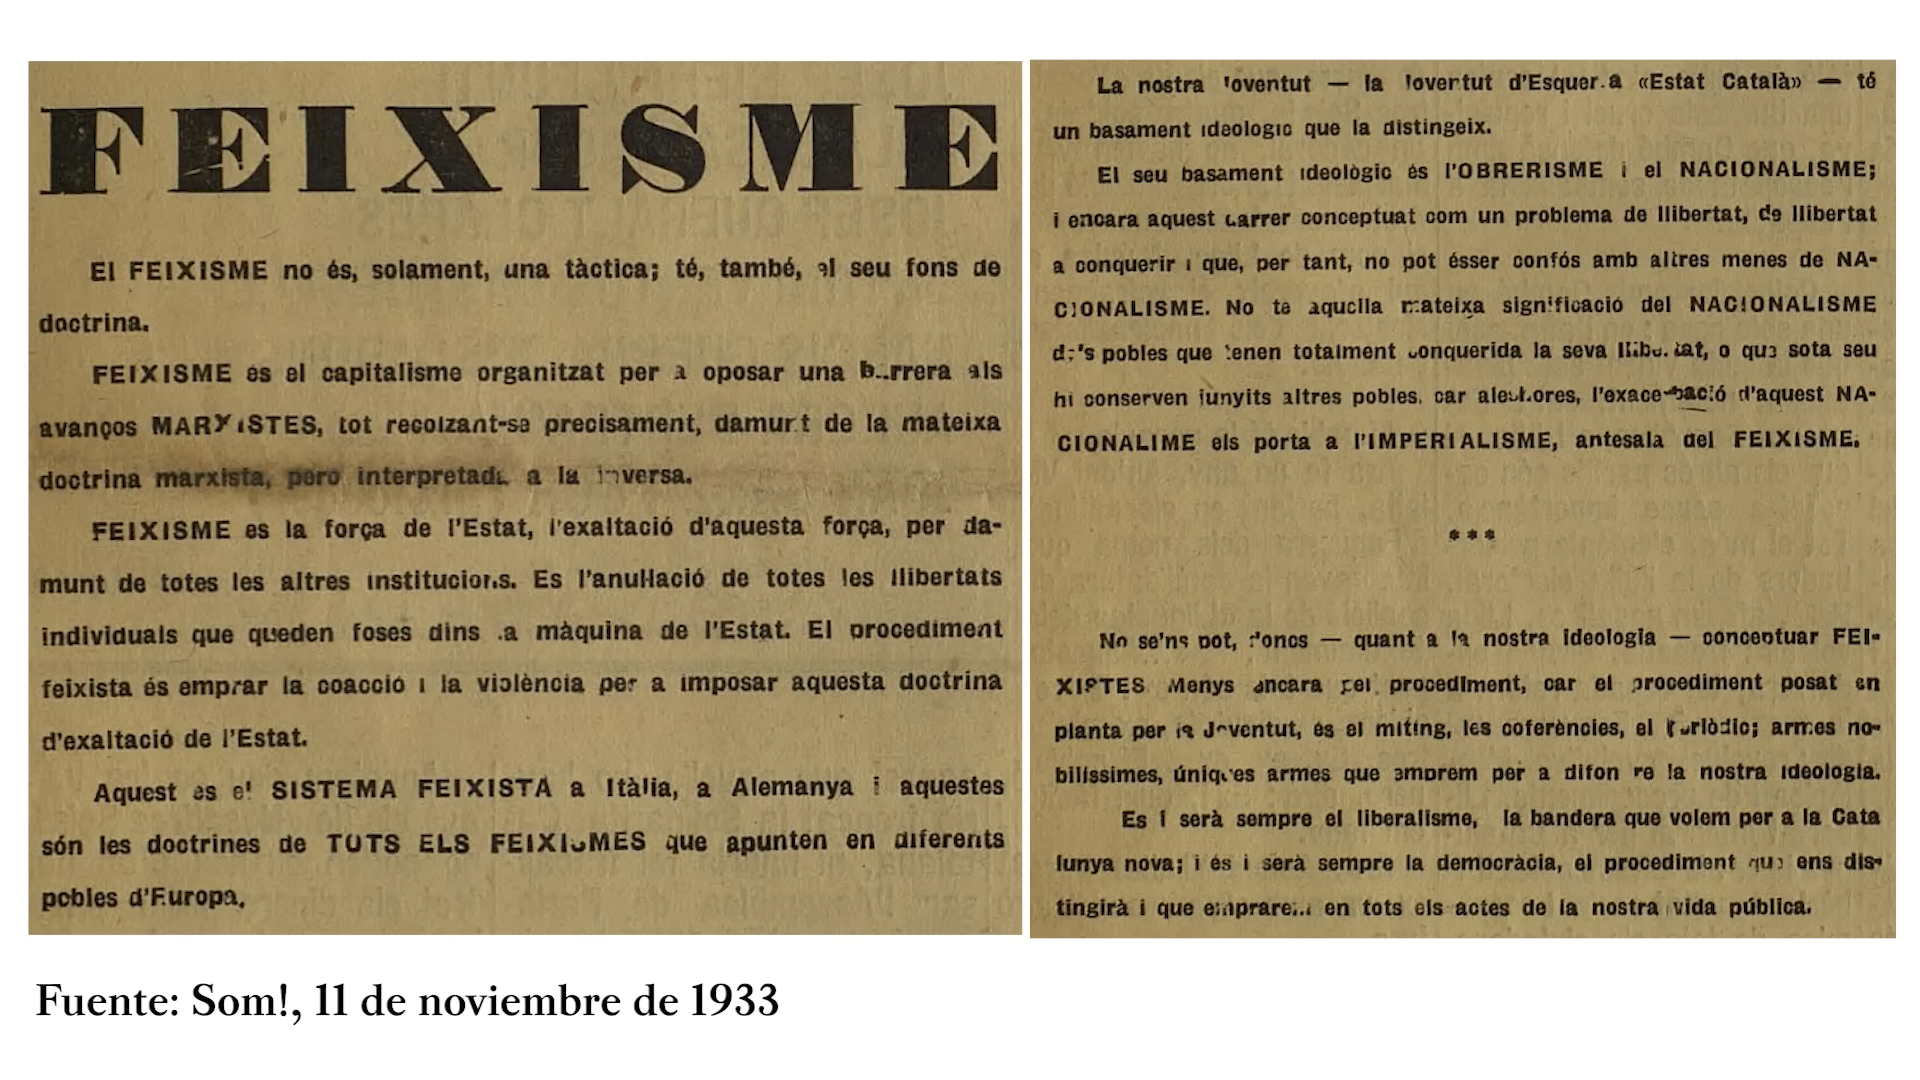 FEIXISME
El FEIXISME no és, solament, una tàctica; té, també, el seu fons de
doctrina.
FEIXISME és el capitalisme organitzat per a oposar una barrera als
avanços MARXISTES, tot recolzant-se precisament, damunt de la mateixa
doctrina marxista, pero interpretada a la inversa.
FEIXISME es la força de l'Estat, l'exaltació d'aquesta força, per da-
munt de totes les altres institucions. Es l'anul·lació de totes les llibertats
individuals que queden foses dins la màquina de l'Estat. El procediment
feixista és emprar la coacció i la violència per a imposar aquesta doctrina
d'exaltació de l'Estat.
Aquest es el SISTEMA FEIXISTA a Itàlia, a Alemanya i aquestes
són les doctrines de TOTS ELS FEIXISMES que apunten en diferents
pobles d'Europa.
La nostra Joventut — la Joventut d'Esquerra «Estat Català» — té
un basament ideologic que la distingeix.
El seu basament ideològic és l'OBRERISME i el NACIONALISME;
i encara aquest darrer conceptuat com un problema de llibertat, de llibertat
a conquerir i que, per tant, no pot ésser confós amb altres menes de NA-
CIONALISME. No te aquella mateixa significació del NACIONALISME
dels pobles que tenen totalment conquerida la seva llibertat, o que sota seu
hi conserven junyits altres pobles, car aleshores, l'exacerbació d'aquest NA-
CIONALIME els porta a l'IMPERIALISME, antesala del FEIXISME.
* * *
No se'ns pot, doncs — quant a la nostra ideologia — conceptuar FEI-
XISTES Menys encara pel procediment, car el procediment posat en
planta per la Joventut, és el míting, les coferències, el periòdic; armes no-
bilíssimes, úniques armes que emprem per a difondre la nostra ideologia.
Es i serà sempre el liberalisme, la bandera que volem per a la Cata
lunya nova; i és i serà sempre la democràcia, el procediment que ens dis-
tingirà i que emprarem en tots els actes de la nostra vida pública.
Fuente: Som!, 11 de noviembre de 1933